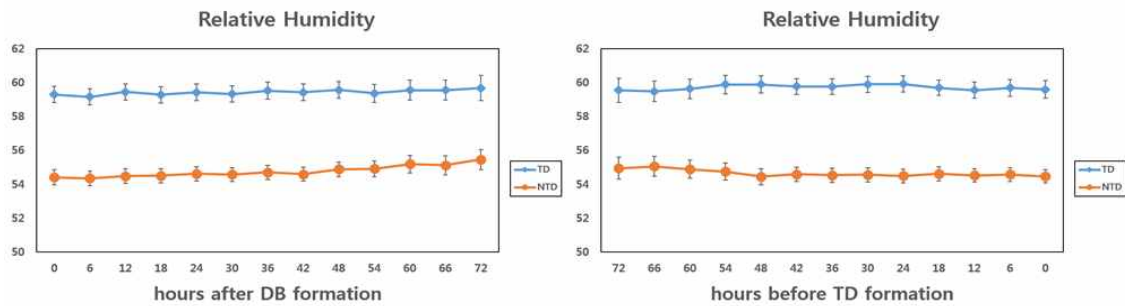 Relative Humidity
62
60
58
56
54
52
50
0 6 12 18 24 30 36 42 48 54 60 66 72
hours after DB formation
TD
NTD
Relative Humidity
62
60
58
56
54
52
50
72 66 60 54 48 42 36 30 24 18 12 6 0
hours before TD formation
TD
NTD